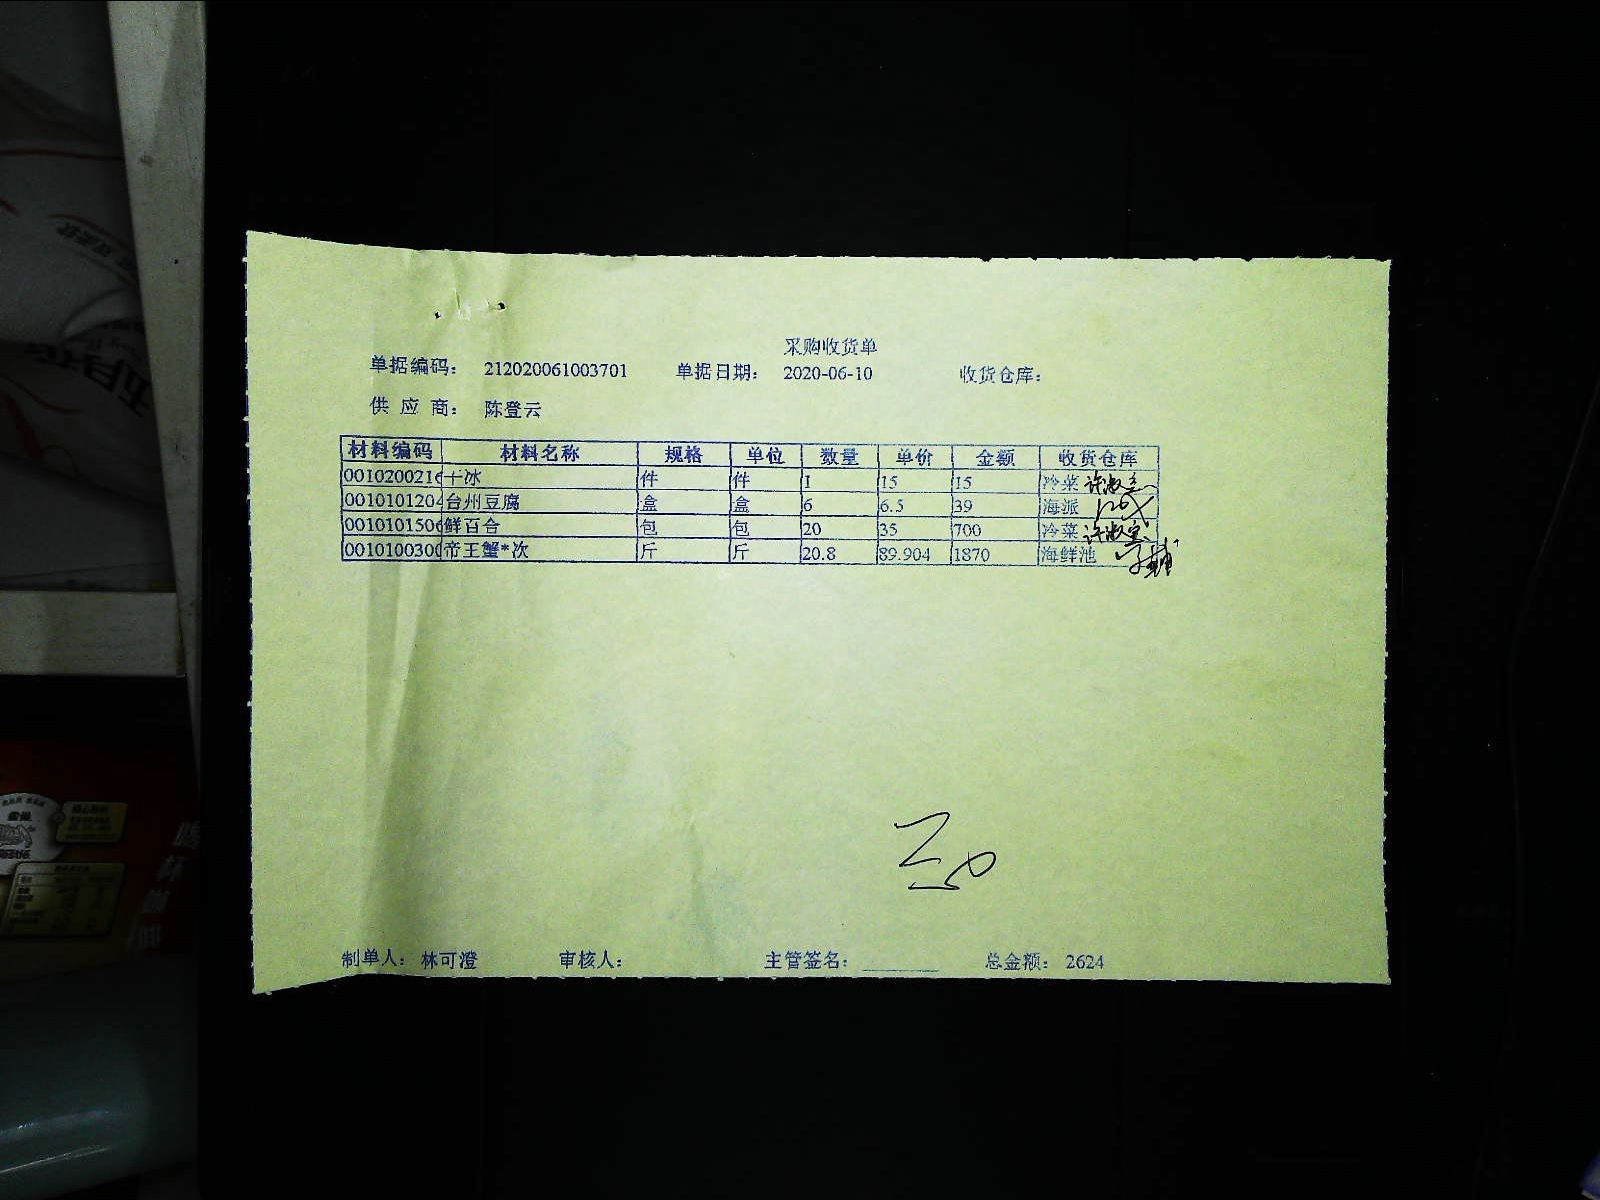 采购收货单
单据编码： 212020061003701 单据日期： 2020-06-10 收货仓库：
供 应 商： 陈登云
材料编码 材料名称 规格 单位 数量 单价 金额 收货仓库
001020021 干冰 件 件 1 15 15 冷菜
0010101204 台州豆腐 盒 盒 6 6.5 39 海派
0010101506 鲜百合 包 包 20 35 700 冷菜
001010030 帝王蟹*次 斤 斤 20.8 89.904 1870 海鲜池
制单人： 林可澄 审核人： 主管签名： 总金额： 2624